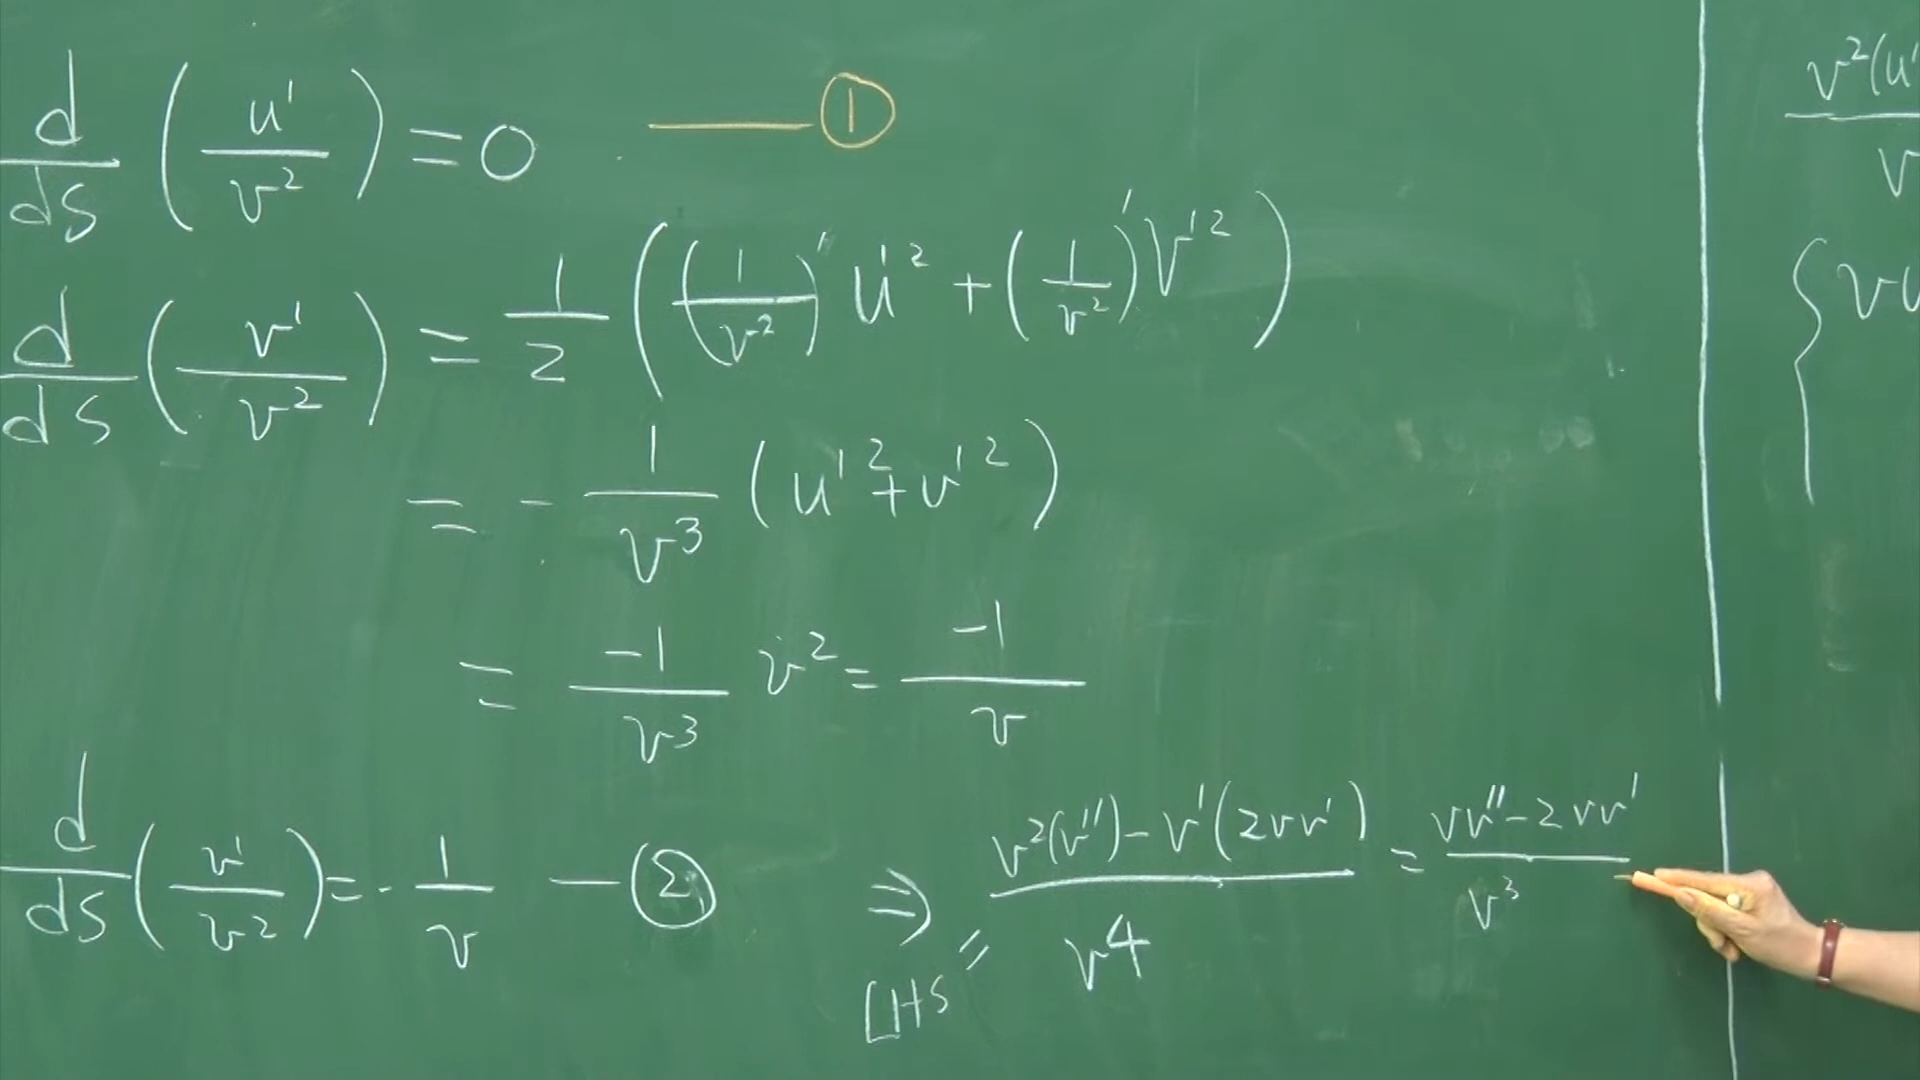 d/ds (u'/v²) = 0 —— ①
d/ds (v'/v²) = 1/2 ((1/v²)' u'² + (1/v²)' v'²)
= - 1/v³ (u'² + v'²)
= -1/v³ v² = -1/v
d/ds (v'/v²) = - 1/v — ② ⇒ LHS = (v²(v'') - v'(2vv'))/v⁴ = (vv'' - 2vv')/v³
v²(u'
v
{ vu